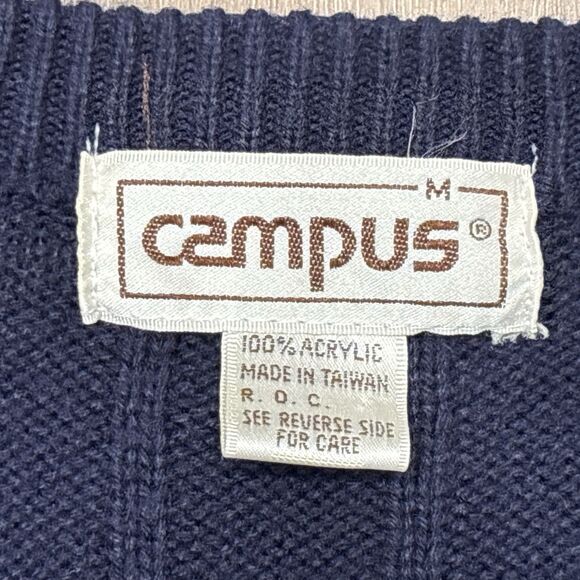 M
campus®
100% ACRYLIC
MADE IN TAIWAN
R. O. C.
SEE REVERSE SIDE
FOR CARE